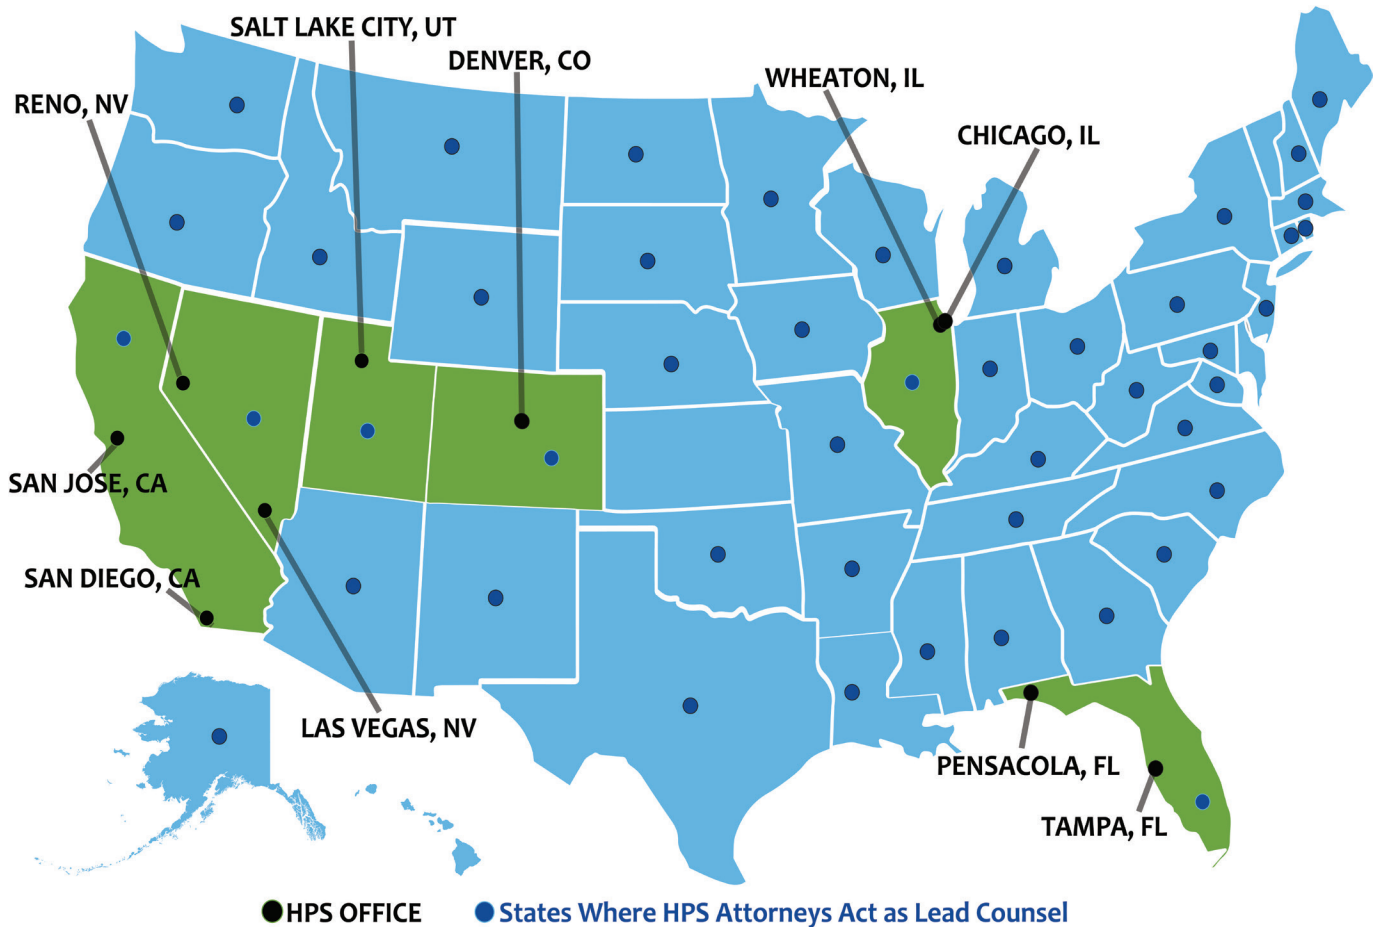 SALT LAKE CITY, UT
DENVER, CO
WHEATON, IL
RENO, NV
CHICAGO, IL
SAN JOSE, CA
SAN DIEGO, CA
LAS VEGAS, NV
PENSACOLA, FL
TAMPA, FL
HPS OFFICE
States Where HPS Attorneys Act as Lead Counsel